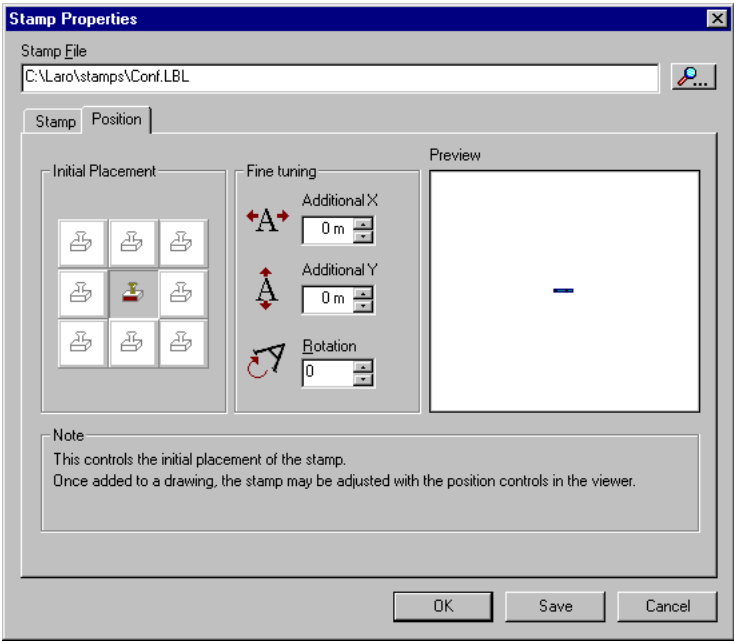 Stamp Properties
Stamp File
C:\Laro\stamps\Conf.LBL
...
Stamp Position
Initial Placement
Fine tuning
Preview
Additional X
A
0 m
Additional Y
A
0 m
Rotation
A
0
Note
This controls the initial placement of the stamp.
Once added to a drawing, the stamp may be adjusted with the position controls in the viewer.
OK Save Cancel